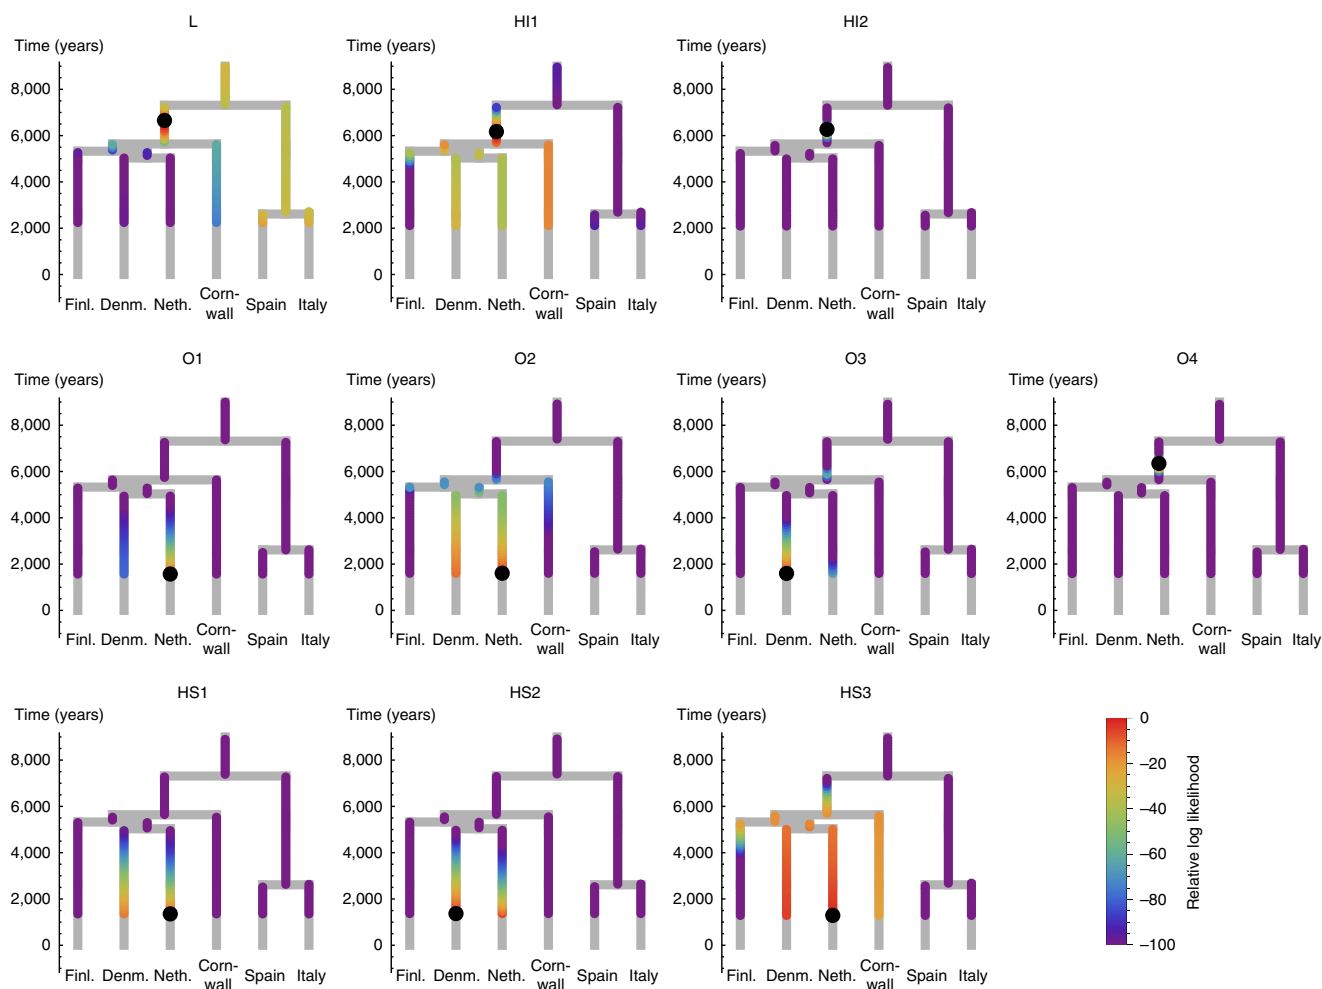 L
Time (years)
8,000
6,000
4,000
2,000
0
Finl. Denm. Neth. Corn-wall Spain Italy
HI1
Time (years)
8,000
6,000
4,000
2,000
0
Finl. Denm. Neth. Corn-wall Spain Italy
HI2
Time (years)
8,000
6,000
4,000
2,000
0
Finl. Denm. Neth. Corn-wall Spain Italy
O1
Time (years)
8,000
6,000
4,000
2,000
0
Finl. Denm. Neth. Corn-wall Spain Italy
O2
Time (years)
8,000
6,000
4,000
2,000
0
Finl. Denm. Neth. Corn-wall Spain Italy
O3
Time (years)
8,000
6,000
4,000
2,000
0
Finl. Denm. Neth. Corn-wall Spain Italy
O4
Time (years)
8,000
6,000
4,000
2,000
0
Finl. Denm. Neth. Corn-wall Spain Italy
HS1
Time (years)
8,000
6,000
4,000
2,000
0
Finl. Denm. Neth. Corn-wall Spain Italy
HS2
Time (years)
8,000
6,000
4,000
2,000
0
Finl. Denm. Neth. Corn-wall Spain Italy
HS3
Time (years)
8,000
6,000
4,000
2,000
0
Finl. Denm. Neth. Corn-wall Spain Italy
0
−20
−40
−60
−80
−100
Relative log likelihood